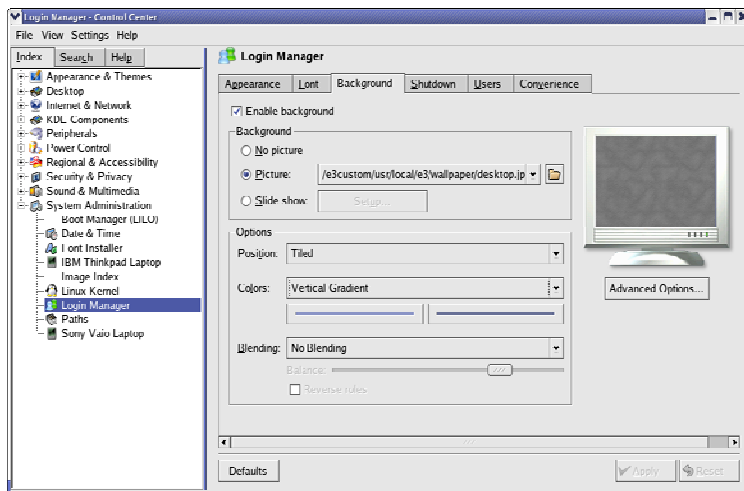 Login Manager - Control Center
File View Settings Help
Index Search Help
Appearance & Themes
Desktop
Internet & Network
KDE Components
Peripherals
Power Control
Regional & Accessibility
Security & Privacy
Sound & Multimedia
System Administration
Boot Manager (LILO)
Date & Time
Font Installer
IBM Thinkpad Laptop
Image Index
Linux Kernel
Login Manager
Paths
Sony Vaio Laptop
Login Manager
Appearance Font Background Shutdown Users Convenience
Enable background
Background
No picture
Picture: /e3custom/usr/local/e3/wallpaper/desktop.jp
Slide show: Setup...
Options
Position: Tiled
Colors: Vertical Gradient
Blending: No Blending
Balance:
Reverse roles
Advanced Options...
Defaults
Apply Reset